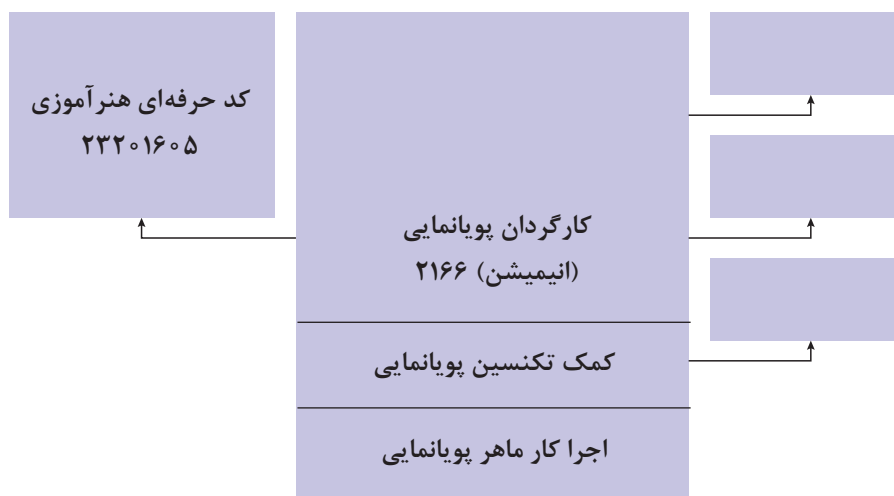 کد حرفه‌ای هنرآموزی
۲۳۲۰۱۶۰۵
کارگردان پویانمایی
(انیمیشن) ۲۱۶۶
کمک تکنسین پویانمایی
اجرا کار ماهر پویانمایی